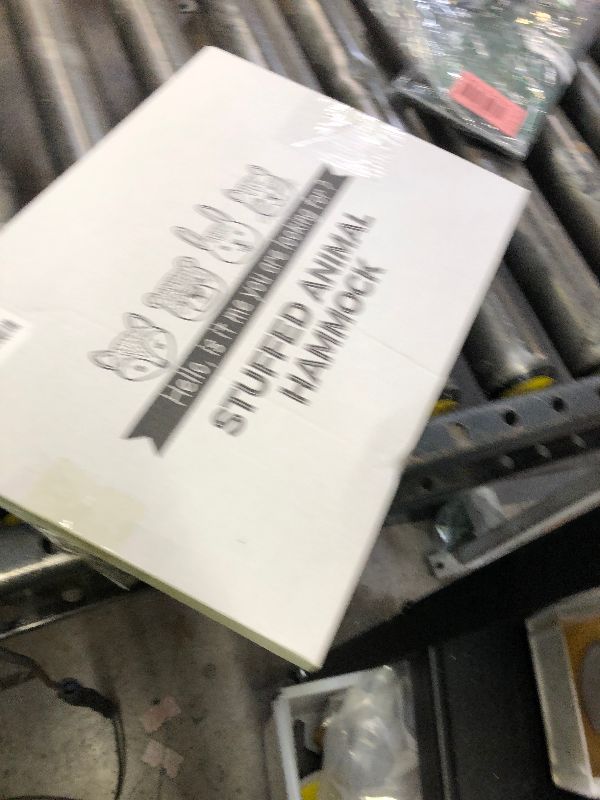 Hello, is it me you are looking for?
STUFFED ANIMAL
HAMMOCK